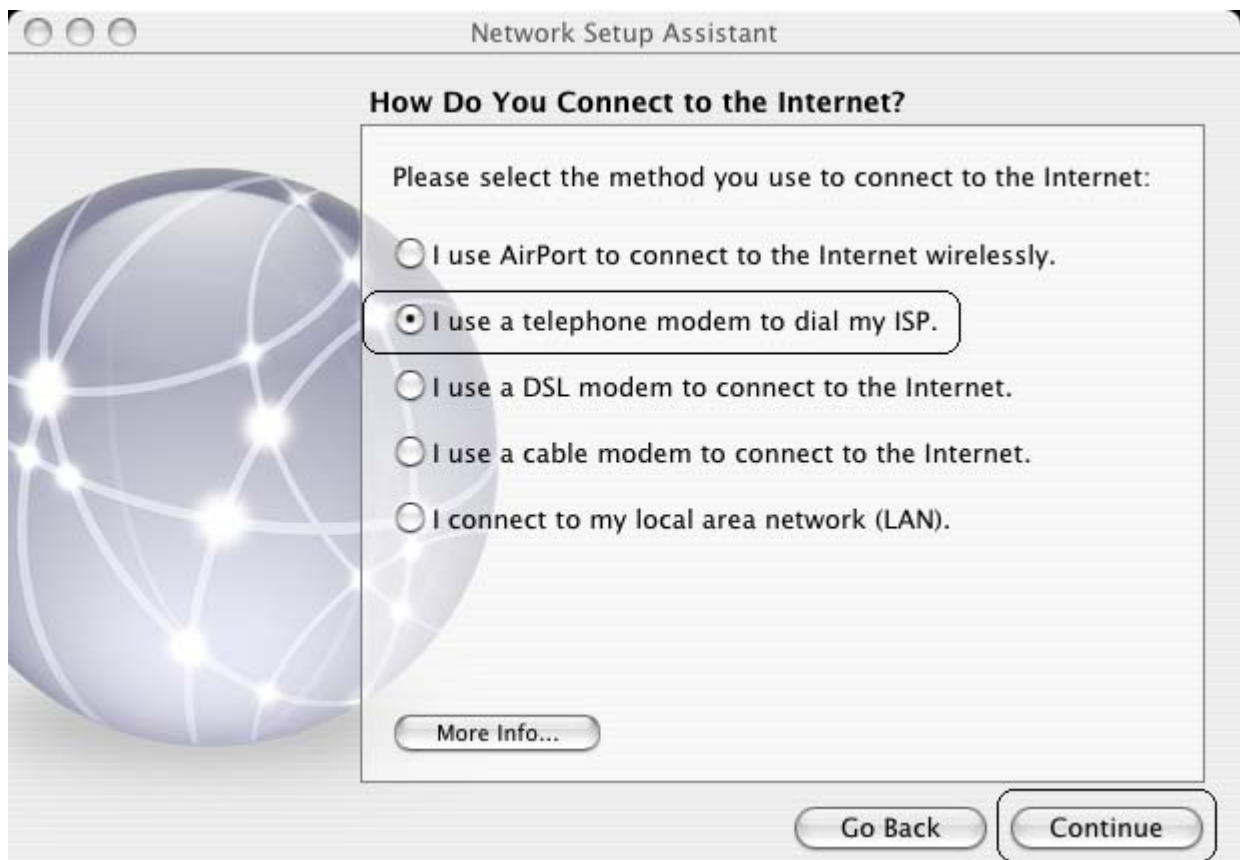 Network Setup Assistant
How Do You Connect to the Internet?
Please select the method you use to connect to the Internet:
I use AirPort to connect to the Internet wirelessly.
I use a telephone modem to dial my ISP.
I use a DSL modem to connect to the Internet.
I use a cable modem to connect to the Internet.
I connect to my local area network (LAN).
More Info...
Go Back
Continue